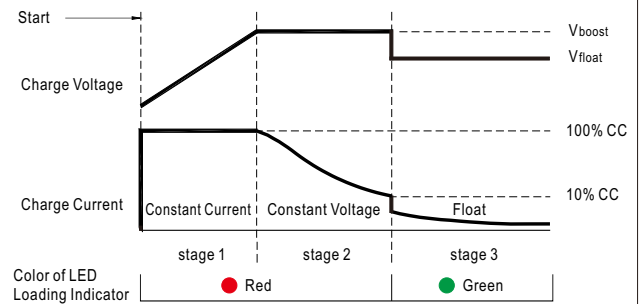 Start
Vboost
Vfloat
Charge Voltage
100% CC
10% CC
Charge Current
Constant Current
Constant Voltage
Float
stage 1
stage 2
stage 3
Color of LED
Loading Indicator
Red
Green